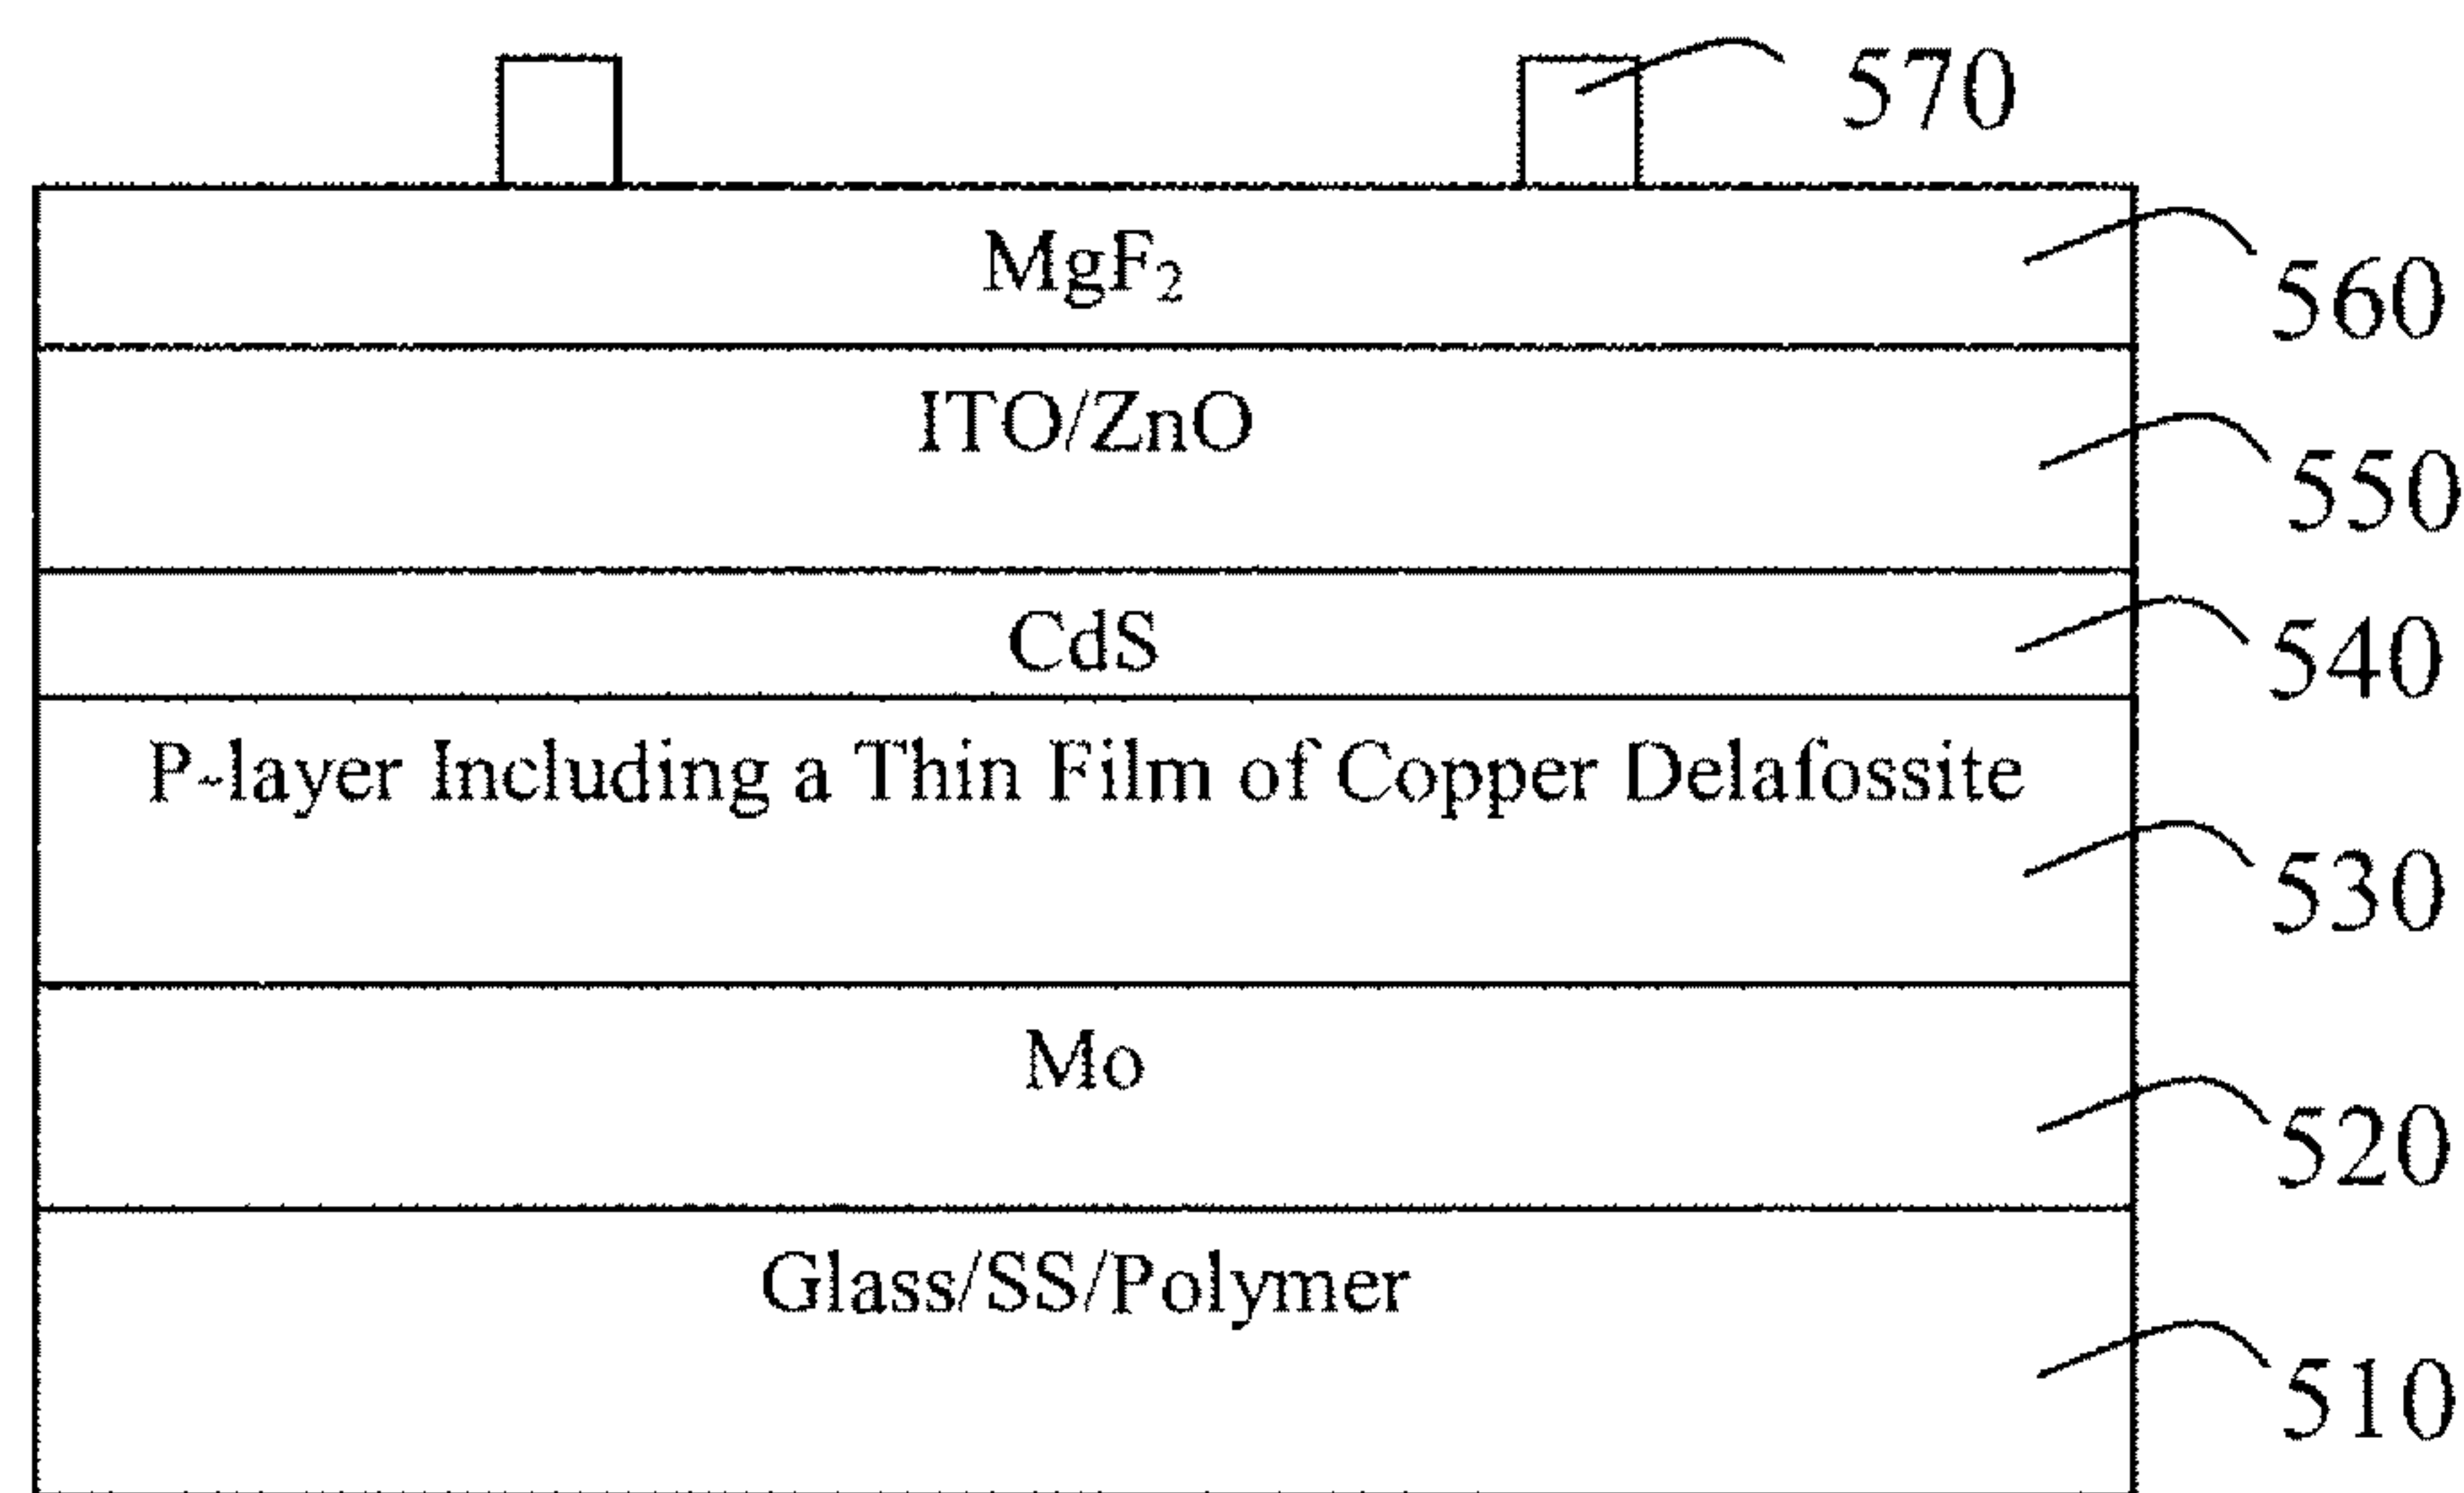 570
MgF₂
560
ITO/ZnO
550
CdS
540
P-layer Including a Thin Film of Copper Delafossite
530
Mo
520
Glass/SS/Polymer
510